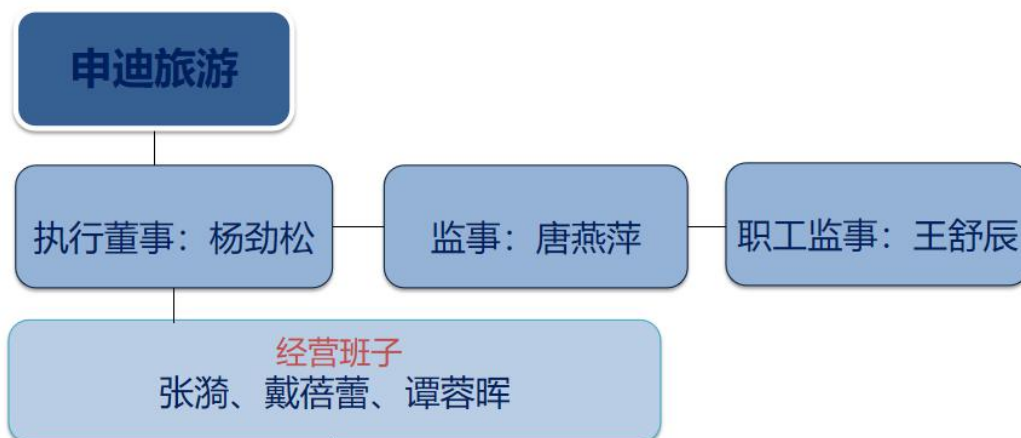 申迪旅游
执行董事：杨劲松
监事：唐燕萍
职工监事：王舒辰
经营班子
张漪、戴蓓蕾、谭蓉晖